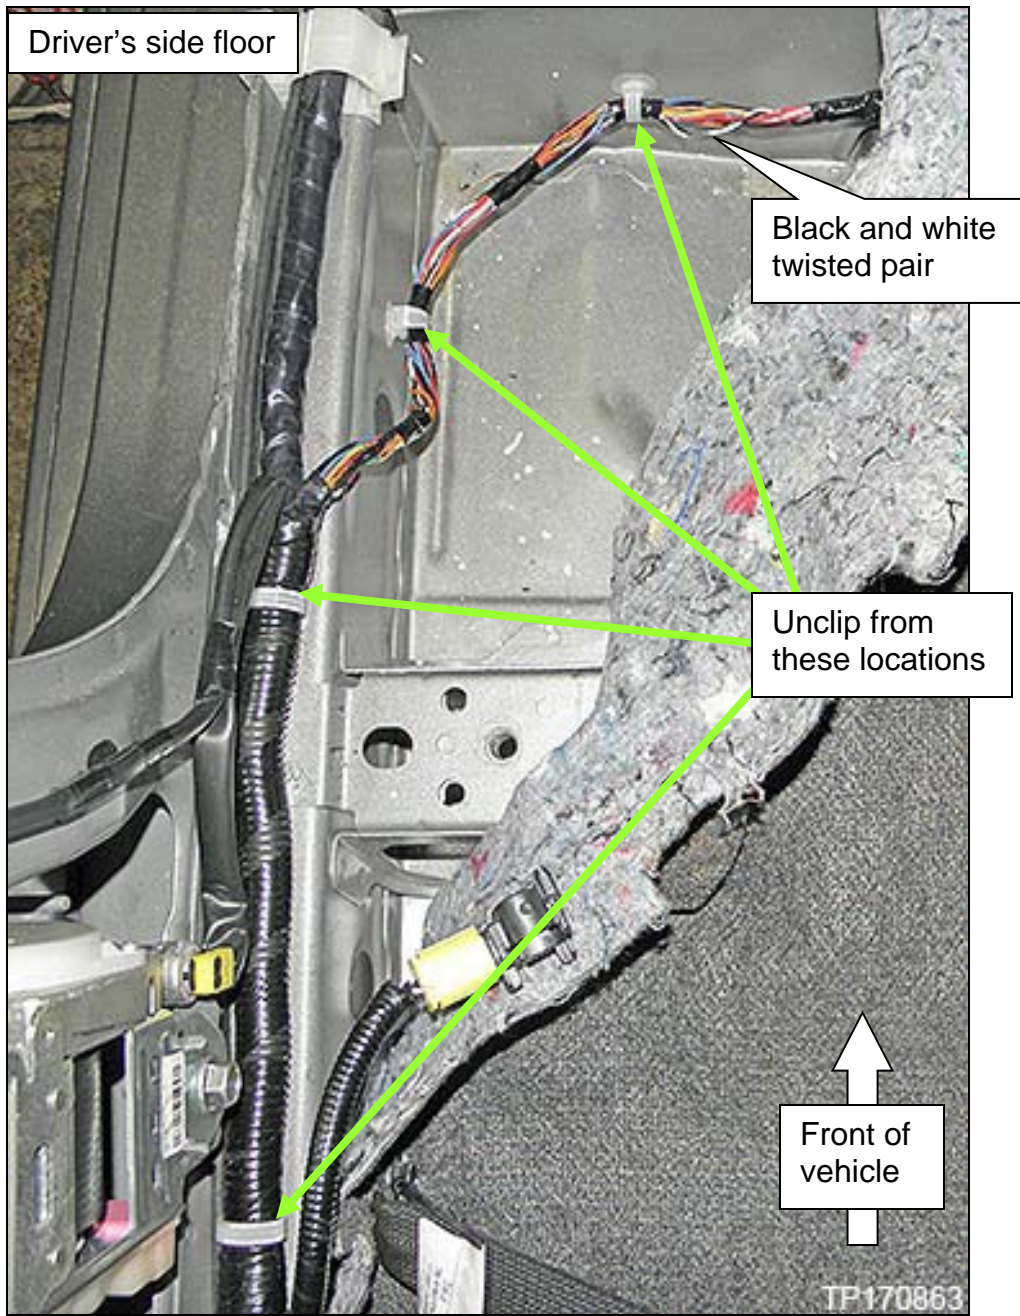 Driver's side floor
Black and white
twisted pair
Unclip from
these locations
Front of
vehicle
TP170863